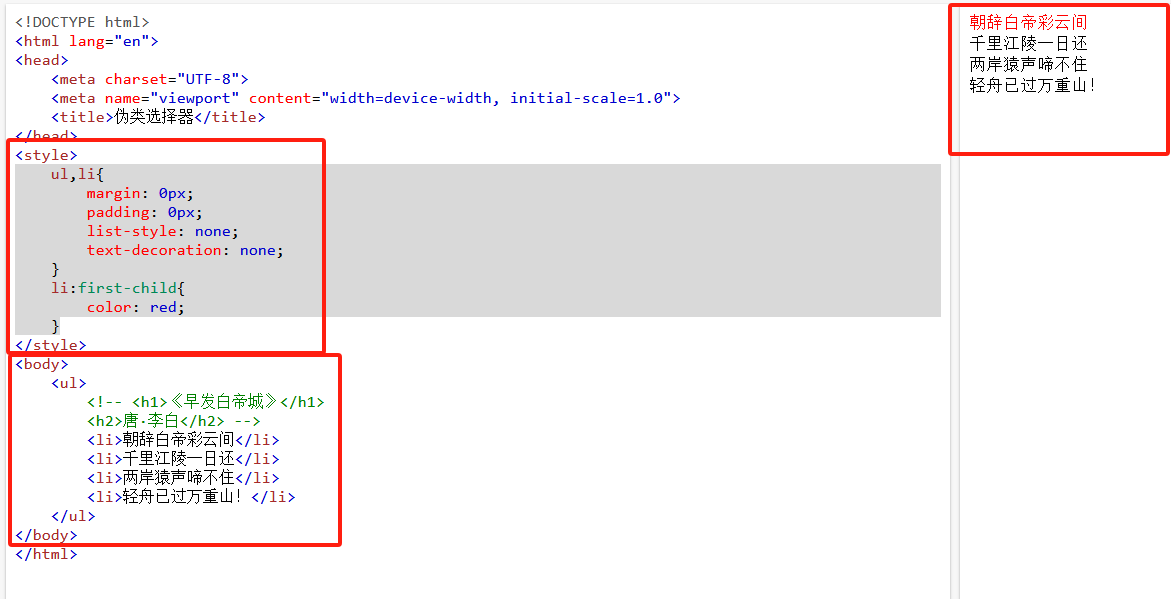 <!DOCTYPE html>
<html lang="en">
<head>
    <meta charset="UTF-8">
    <meta name="viewport" content="width=device-width, initial-scale=1.0">
    <title>伪类选择器</title>
</head>
<style>
    ul,li{
        margin: 0px;
        padding: 0px;
        list-style: none;
        text-decoration: none;
    }
    li:first-child{
        color: red;
    }
</style>
<body>
    <ul>
        <!-- <h1>《早发白帝城》</h1>
        <h2>唐·李白</h2> -->
        <li>朝辞白帝彩云间</li>
        <li>千里江陵一日还</li>
        <li>两岸猿声啼不住</li>
        <li>轻舟已过万重山！</li>
    </ul>
</body>
</html>
朝辞白帝彩云间
千里江陵一日还
两岸猿声啼不住
轻舟已过万重山！